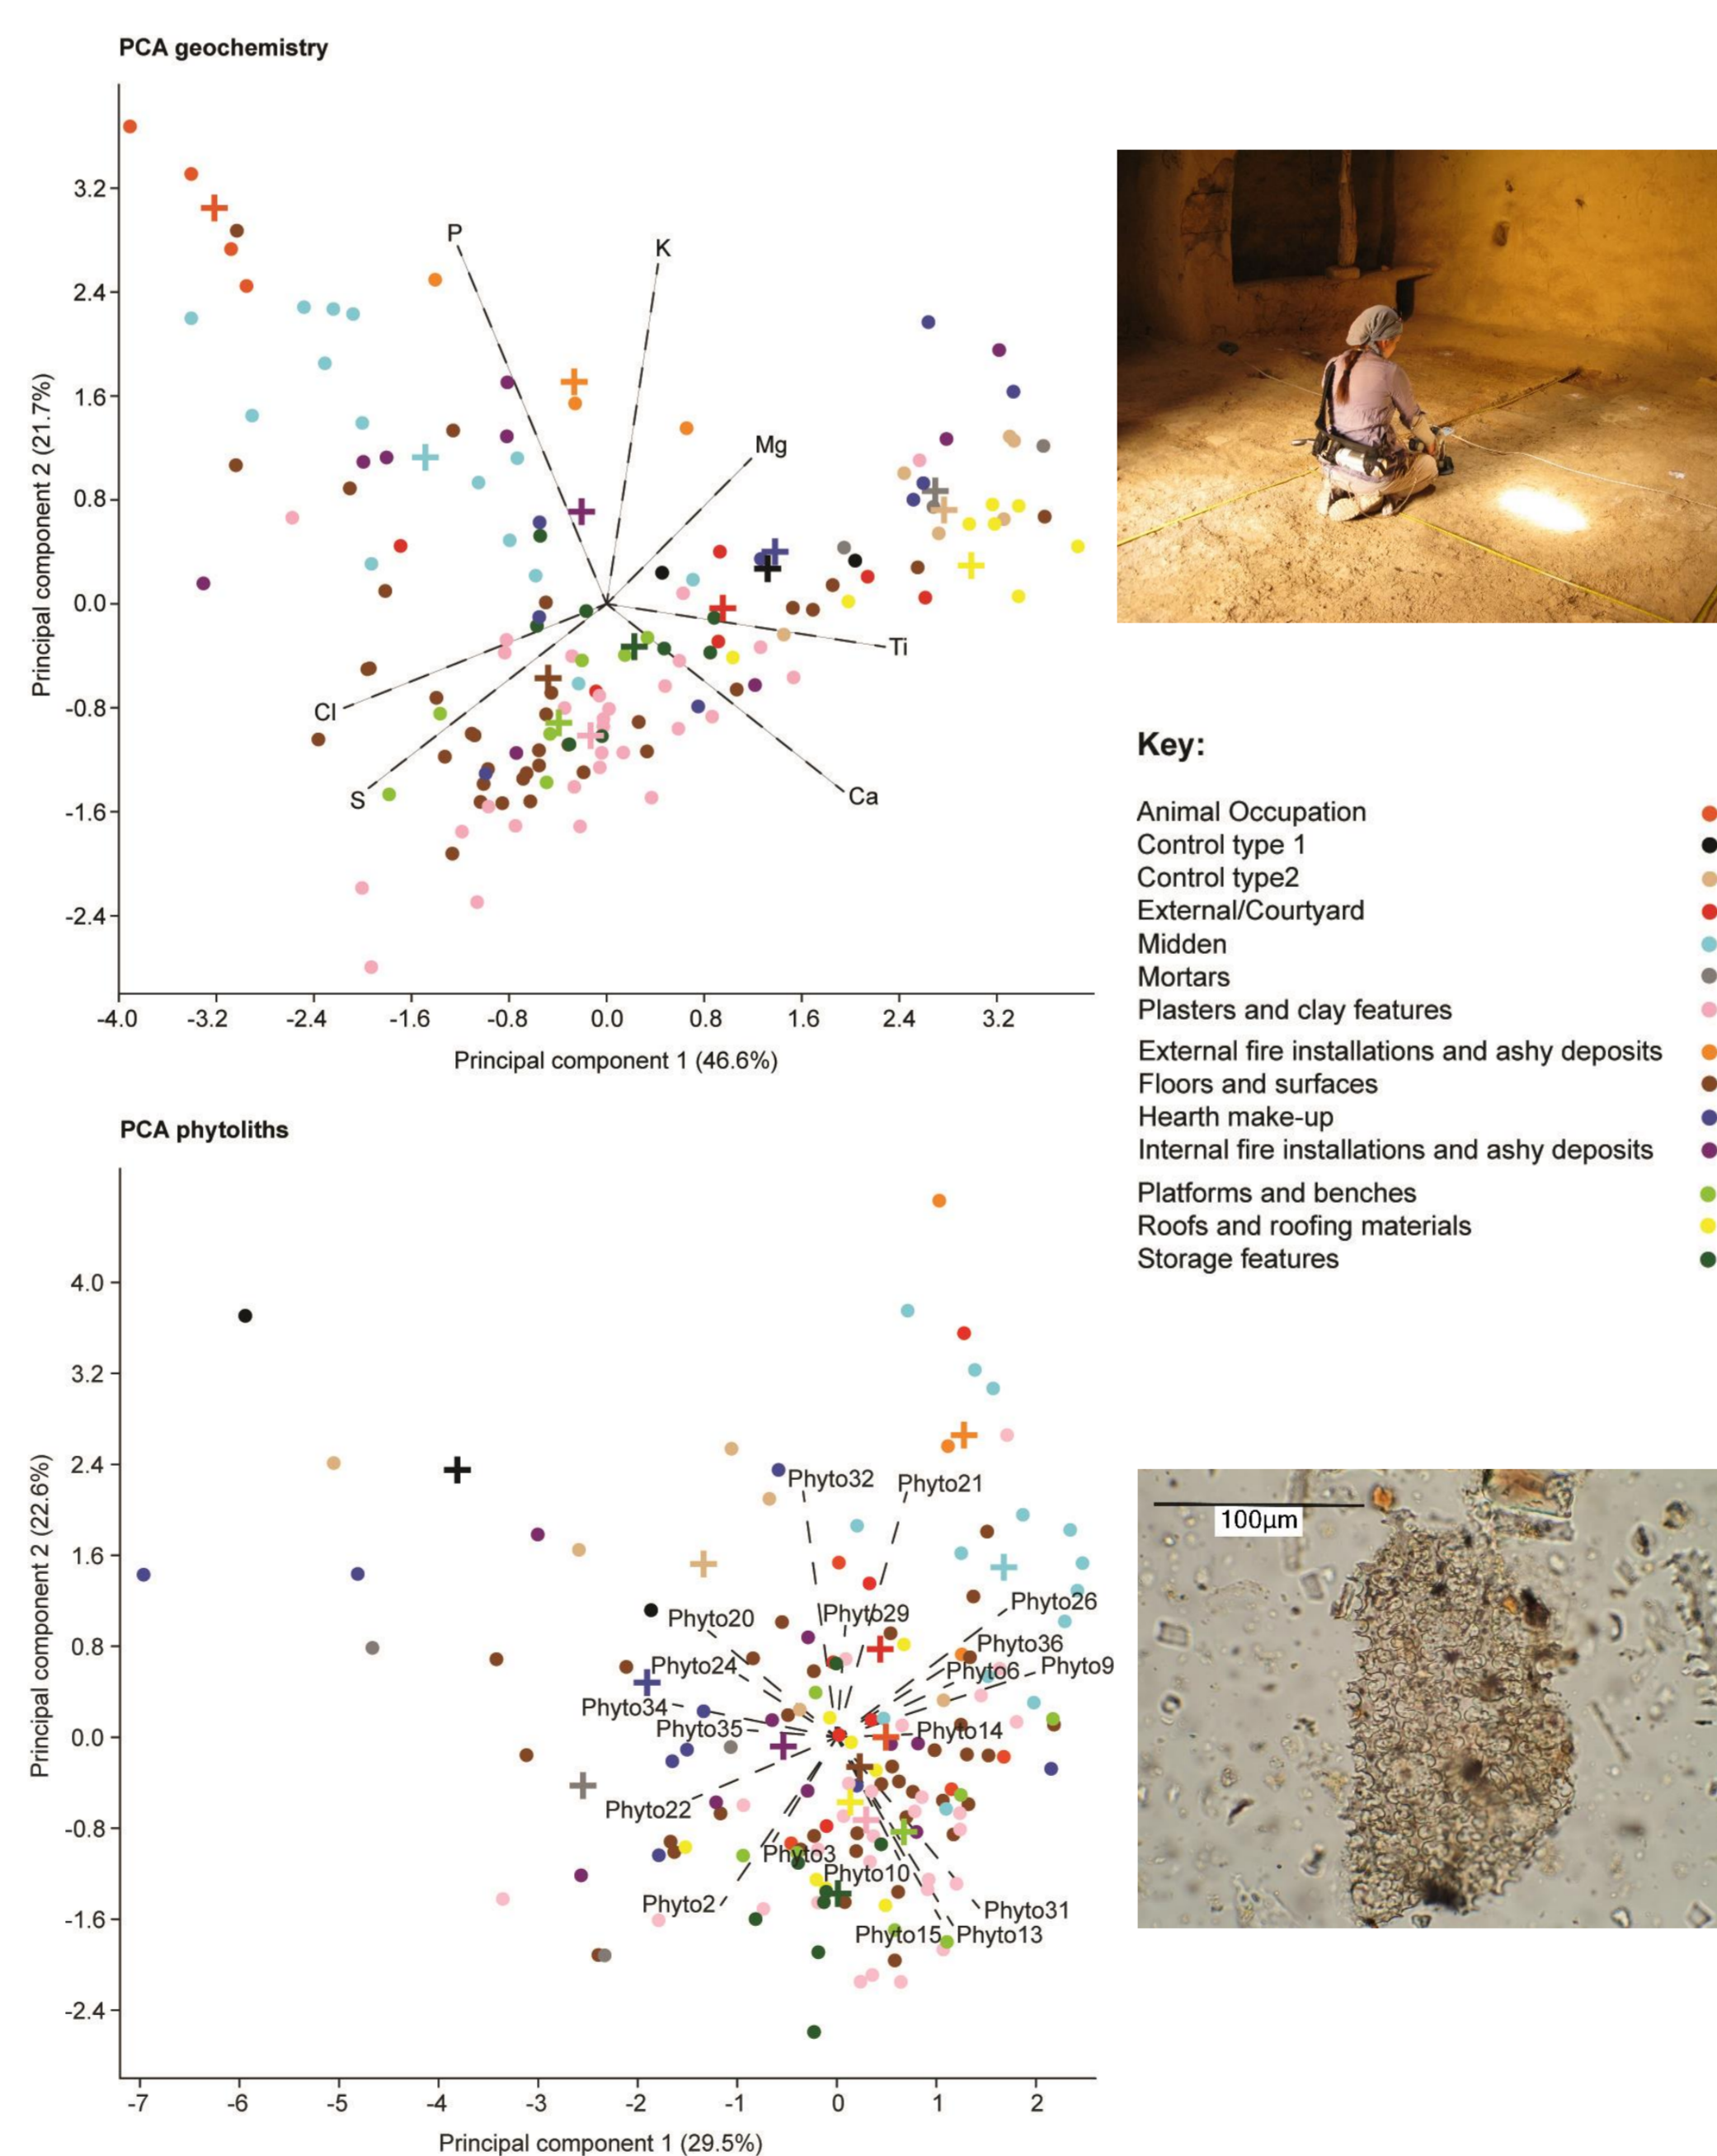 PCA geochemistry
Principal component 2 (21.7%)
3.2
2.4
1.6
0.8
0.0
-0.8
-1.6
-2.4
P
K
Mg
Ti
Cl
S
Ca
-4.0 -3.2 -2.4 -1.6 -0.8 0.0 0.8 1.6 2.4 3.2
Principal component 1 (46.6%)
Key:
Animal Occupation
Control type 1
Control type2
External/Courtyard
Midden
Mortars
Plasters and clay features
External fire installations and ashy deposits
Floors and surfaces
Hearth make-up
Internal fire installations and ashy deposits
Platforms and benches
Roofs and roofing materials
Storage features
PCA phytoliths
Principal component 2 (22.6%)
4.0
3.2
2.4
1.6
0.8
0.0
-0.8
-1.6
-2.4
Phyto32 Phyto21
Phyto26
Phyto20 Phyto29
Phyto36
Phyto24 Phyto6 Phyto9
Phyto34
Phyto35 Phyto14
Phyto22
Phyto3
Phyto10
Phyto2
Phyto31
Phyto15 Phyto13
-7 -6 -5 -4 -3 -2 -1 0 1 2
Principal component 1 (29.5%)
100µm